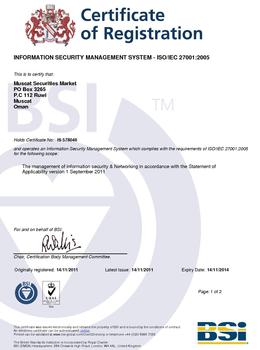 Certificate
of Registration
INFORMATION SECURITY MANAGEMENT SYSTEM - ISO/IEC 27001:2005
This is to certify that:
Muscat Securities Market
PO Box 3265
P.C 112 Ruwi
Muscat
Oman
BSI TM
Holds Certificate No: IS 578046
and operates an Information Security Management System which complies with the requirements of ISO/IEC 27001:2005
for the following scope:
The management of information security & Networking in accordance with the Statement of
Applicability version 1 September 2011
For and on behalf of BSI:
Chair, Certification Body Management Committee.
Originally registered: 14/11/2011 Latest Issue: 14/11/2011 Expiry Date: 14/11/2014
Page: 1 of 2
BSi